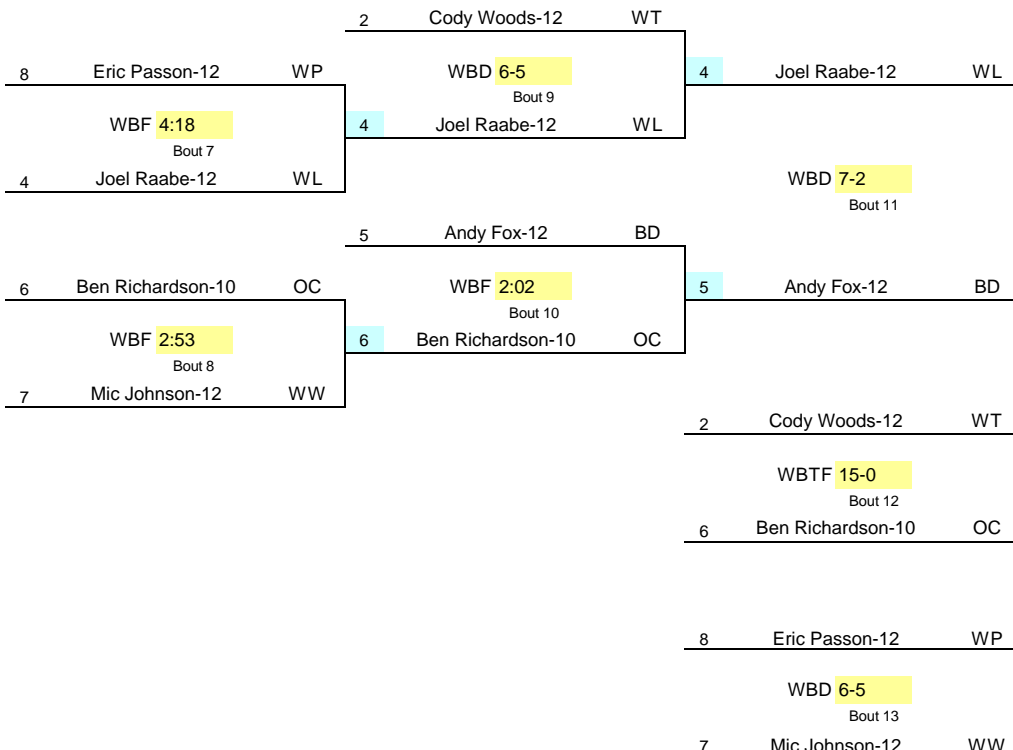 2 Cody Woods-12 WT
8 Eric Passon-12 WP WBD 6-5 4 Joel Raabe-12 WL
Bout 9
WBF 4:18 4 Joel Raabe-12 WL
Bout 7
4 Joel Raabe-12 WL WBD 7-2
Bout 11
5 Andy Fox-12 BD
6 Ben Richardson-10 OC WBF 2:02 5 Andy Fox-12 BD
Bout 10
WBF 2:53 6 Ben Richardson-10 OC
Bout 8
7 Mic Johnson-12 WW
2 Cody Woods-12 WT
WBTF 15-0
Bout 12
6 Ben Richardson-10 OC
8 Eric Passon-12 WP
WBD 6-5
Bout 13
7 Mic Johnson-12 WW